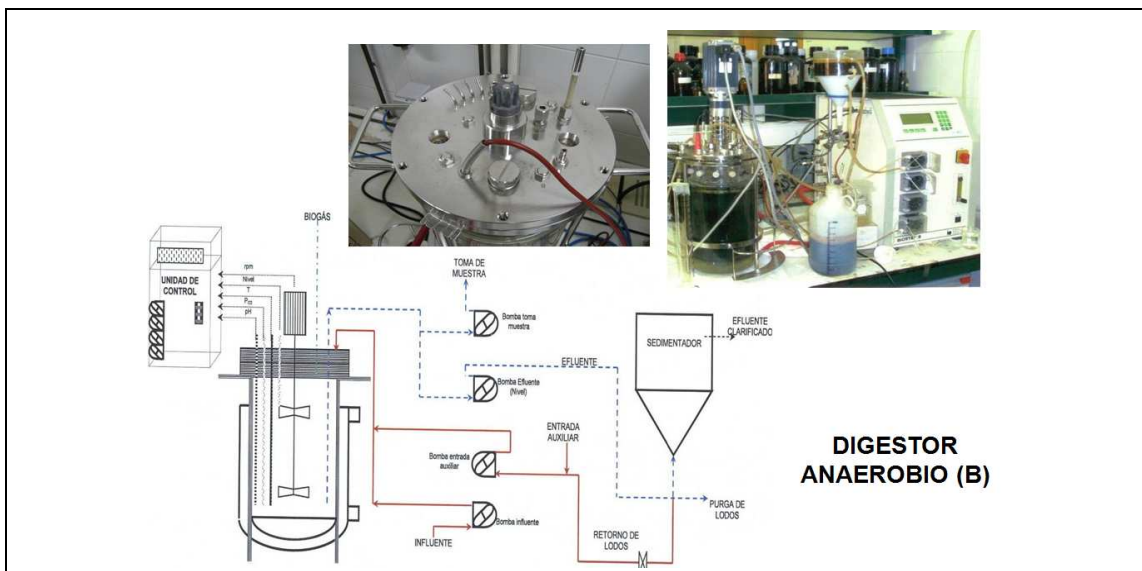 BIOGÁS
UNIDAD DE
CONTROL
rpm
Nivel
T
pH
TOMA DE
MUESTRA
Bomba toma
muestra
EFLUENTE
Bomba Efluente
(Nivel)
ENTRADA
AUXILIAR
Bomba entrada
auxiliar
Bomba influente
INFLUENTE
SEDIMENTADOR
EFLUENTE
CLARIFICADO
PURGA DE
LODOS
RETORNO DE
LODOS
DIGESTOR
ANAEROBIO (B)